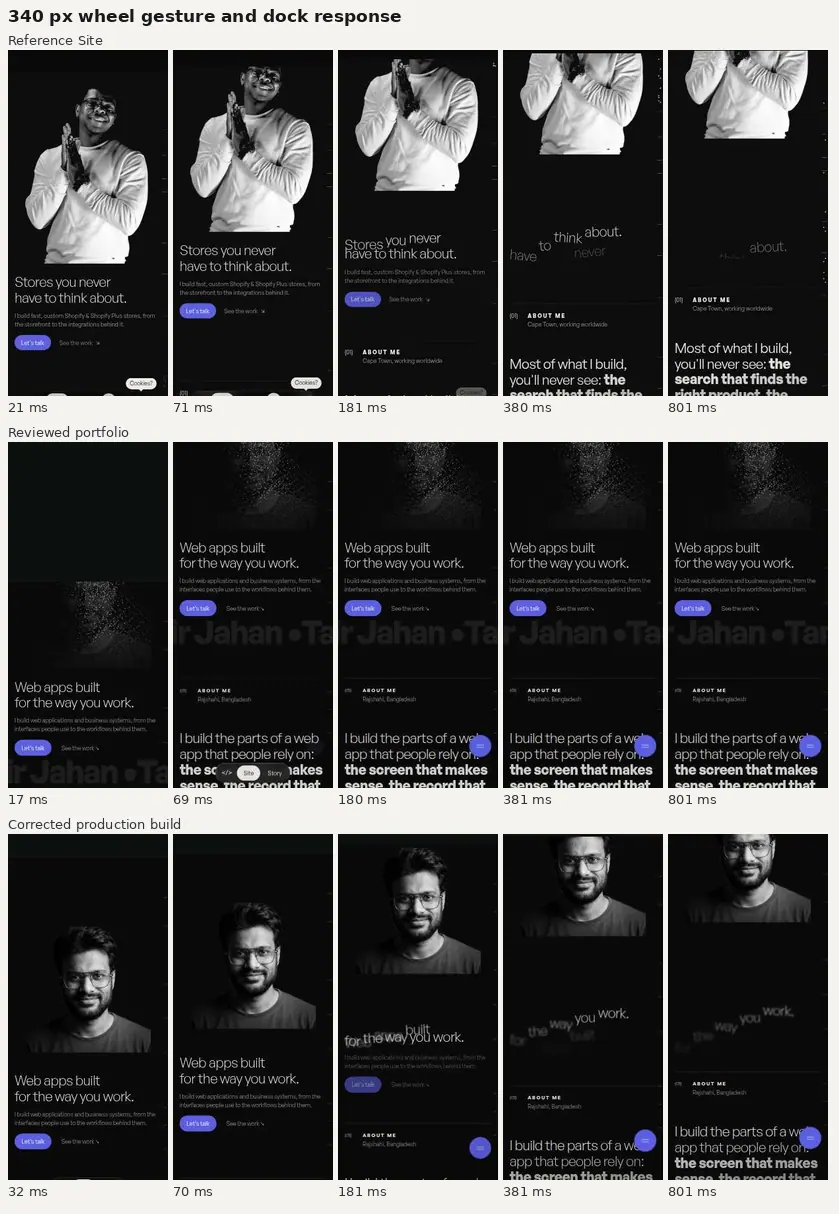 340 px wheel gesture and dock response
Reference Site
Stores you never
have to think about.
I build fast, custom Shopify & Shopify Plus stores, from
the storefront to the integrations behind it.
Let's talk
See the work ↘
Cookies?
21 ms
Stores you never
have to think about.
I build fast, custom Shopify & Shopify Plus stores, from
the storefront to the integrations behind it.
Let's talk
See the work ↘
Cookies?
(01)
71 ms
Stores you never
have to think about.
I build fast, custom Shopify & Shopify Plus stores, from
the storefront to the integrations behind it.
Let's talk
See the work ↘
(01)
ABOUT ME
Cape Town, working worldwide
181 ms
have to think about.
never
(01)
ABOUT ME
Cape Town, working worldwide
Most of what I build,
you'll never see: the
search that finds the
380 ms
about.
(01)
ABOUT ME
Cape Town, working worldwide
Most of what I build,
you'll never see: the
search that finds the
right product, the
801 ms
Reviewed portfolio
Web apps built
for the way you work.
I build web applications and business systems, from the
interfaces people use to the workflows behind them.
Let's talk
See the work ↘
ir Jahan •Ta
17 ms
Web apps built
for the way you work.
I build web applications and business systems, from the
interfaces people use to the workflows behind them.
Let's talk
See the work ↘
ir Jahan •Ta
ABOUT ME
Rajshahi, Bangladesh
I build the parts of a web
app that people rely on:
the sc
makes
</>
Site
Story
sense, the record that
69 ms
Web apps built
for the way you work.
I build web applications and business systems, from the
interfaces people use to the workflows behind them.
Let's talk
See the work ↘
r Jahan •Ta
ABOUT ME
Rajshahi, Bangladesh
I build the parts of a web
app that people rely on:
the screen that makes
sense, the record that
180 ms
Web apps built
for the way you work.
I build web applications and business systems, from the
interfaces people use to the workflows behind them.
Let's talk
See the work ↘
r Jahan •Ta
ABOUT ME
Rajshahi, Bangladesh
I build the parts of a web
app that people rely on:
the screen that makes
sense, the record that
381 ms
Web apps built
for the way you work.
I build web applications and business systems, from the
interfaces people use to the workflows behind them.
Let's talk
See the work ↘
r Jahan •Tar
ABOUT ME
Rajshahi, Bangladesh
I build the parts of a web
app that people rely on:
the screen that makes
sense, the record that
801 ms
Corrected production build
Web apps built
for the way you work.
I build web applications and business systems, from the
interfaces people use to the workflows behind them.
Let's talk
See the work ↘
32 ms
Web apps built
for the way you work.
I build web applications and business systems, from the
interfaces people use to the workflows behind them.
Let's talk
See the work ↘
70 ms
built
for the way you work.
I build web applications and business systems, from the
interfaces people use to the workflows behind them.
Let's talk
See the work ↘
ABOUT ME
Rajshahi, Bangladesh
181 ms
for the way you work.
built
ABOUT ME
Rajshahi, Bangladesh
I build the parts of a web
app that people rely on:
the screen that makes
381 ms
the way you work.
ABOUT ME
Rajshahi, Bangladesh
I build the parts of a web
app that people rely on:
the screen that makes
sense, the record that
801 ms